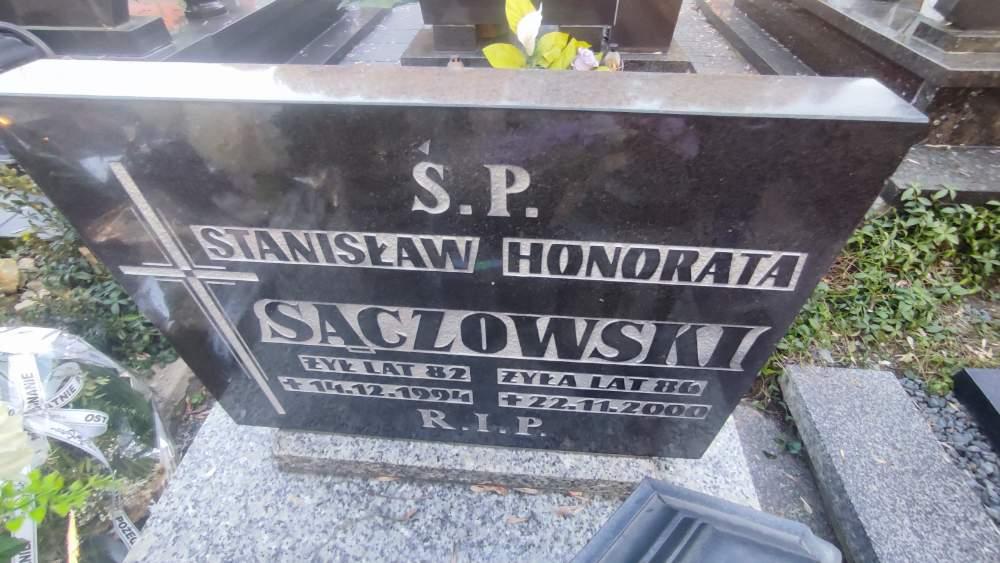 Ś.P.
STANISŁAW HONORATA
SĄCZOWSKI
ŻYŁ LAT 82 ŻYŁA LAT 86
+14.12.1994 +22.11.2000
R.I.P.